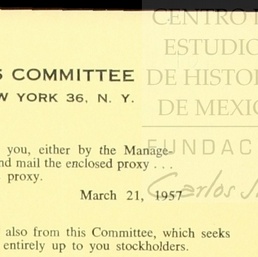 CENTRO
ESTUDIO
DE HISTOR
DE MEXIC
S COMMITTEE
W YORK 36, N. Y.
FUNDAC
you, either by the Manage-
nd mail the enclosed proxy . . .
proxy.
Carlos
March 21, 1957
also from this Committee, which seeks
entirely up to you stockholders.